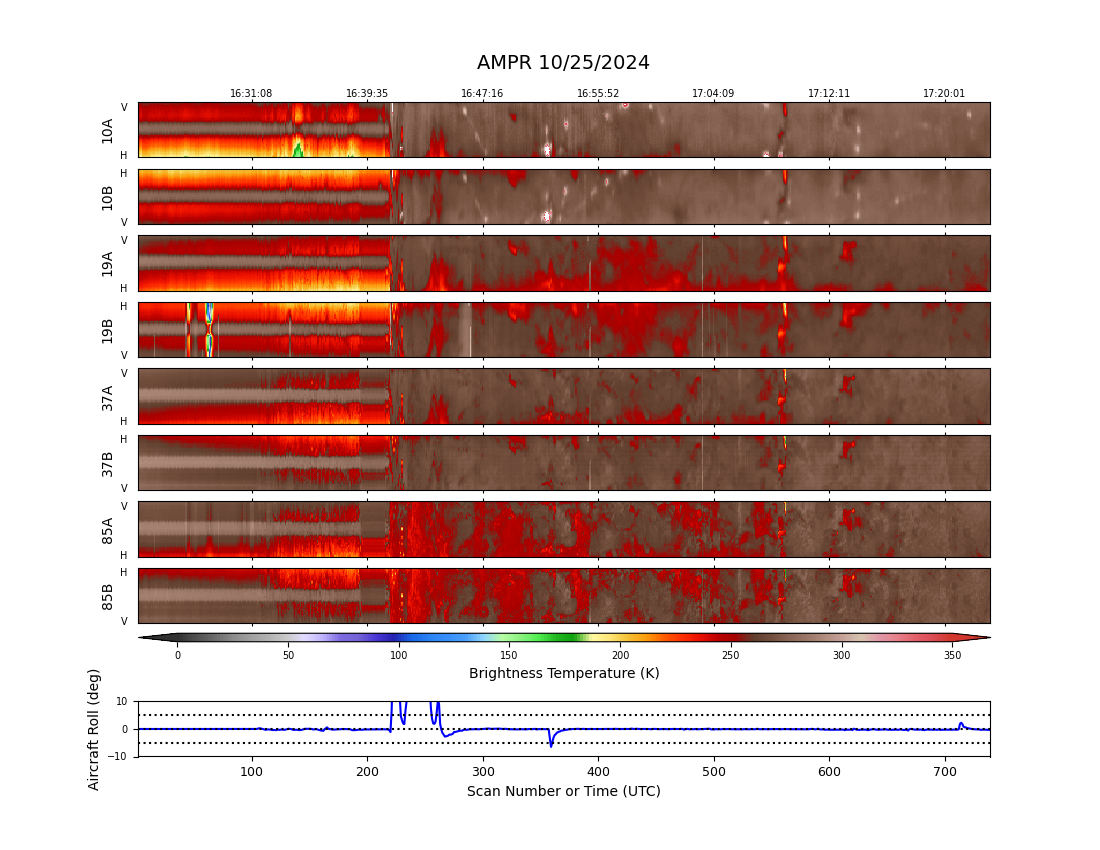 AMPR 10/25/2024
16:31:08 16:39:35 16:47:16 16:55:52 17:04:09 17:12:11 17:20:01
V
10A
H
H
10B
V
V
19A
H
H
19B
V
V
37A
H
H
37B
V
V
85A
H
H
85B
V
0 50 100 150 200 250 300 350
Brightness Temperature (K)
Aircraft Roll (deg)
10
0
−10
100 200 300 400 500 600 700
Scan Number or Time (UTC)